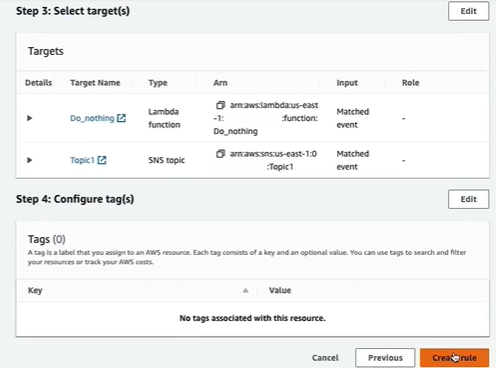 Step 3: Select target(s)
Edit
Targets
Details Target Name Type Arn Input Role
Do_nothing Lambda function arn:aws:lambda:us-east-1: :function:Do_nothing Matched event -
Topic1 SNS topic arn:aws:sns:us-east-1:0 :Topic1 Matched event -
Step 4: Configure tag(s)
Edit
Tags (0)
A tag is a label that you assign to an AWS resource. Each tag consists of a key and an optional value. You can use tags to search and filter
your resources or track your AWS costs.
Key Value
No tags associated with this resource.
Cancel Previous Create rule